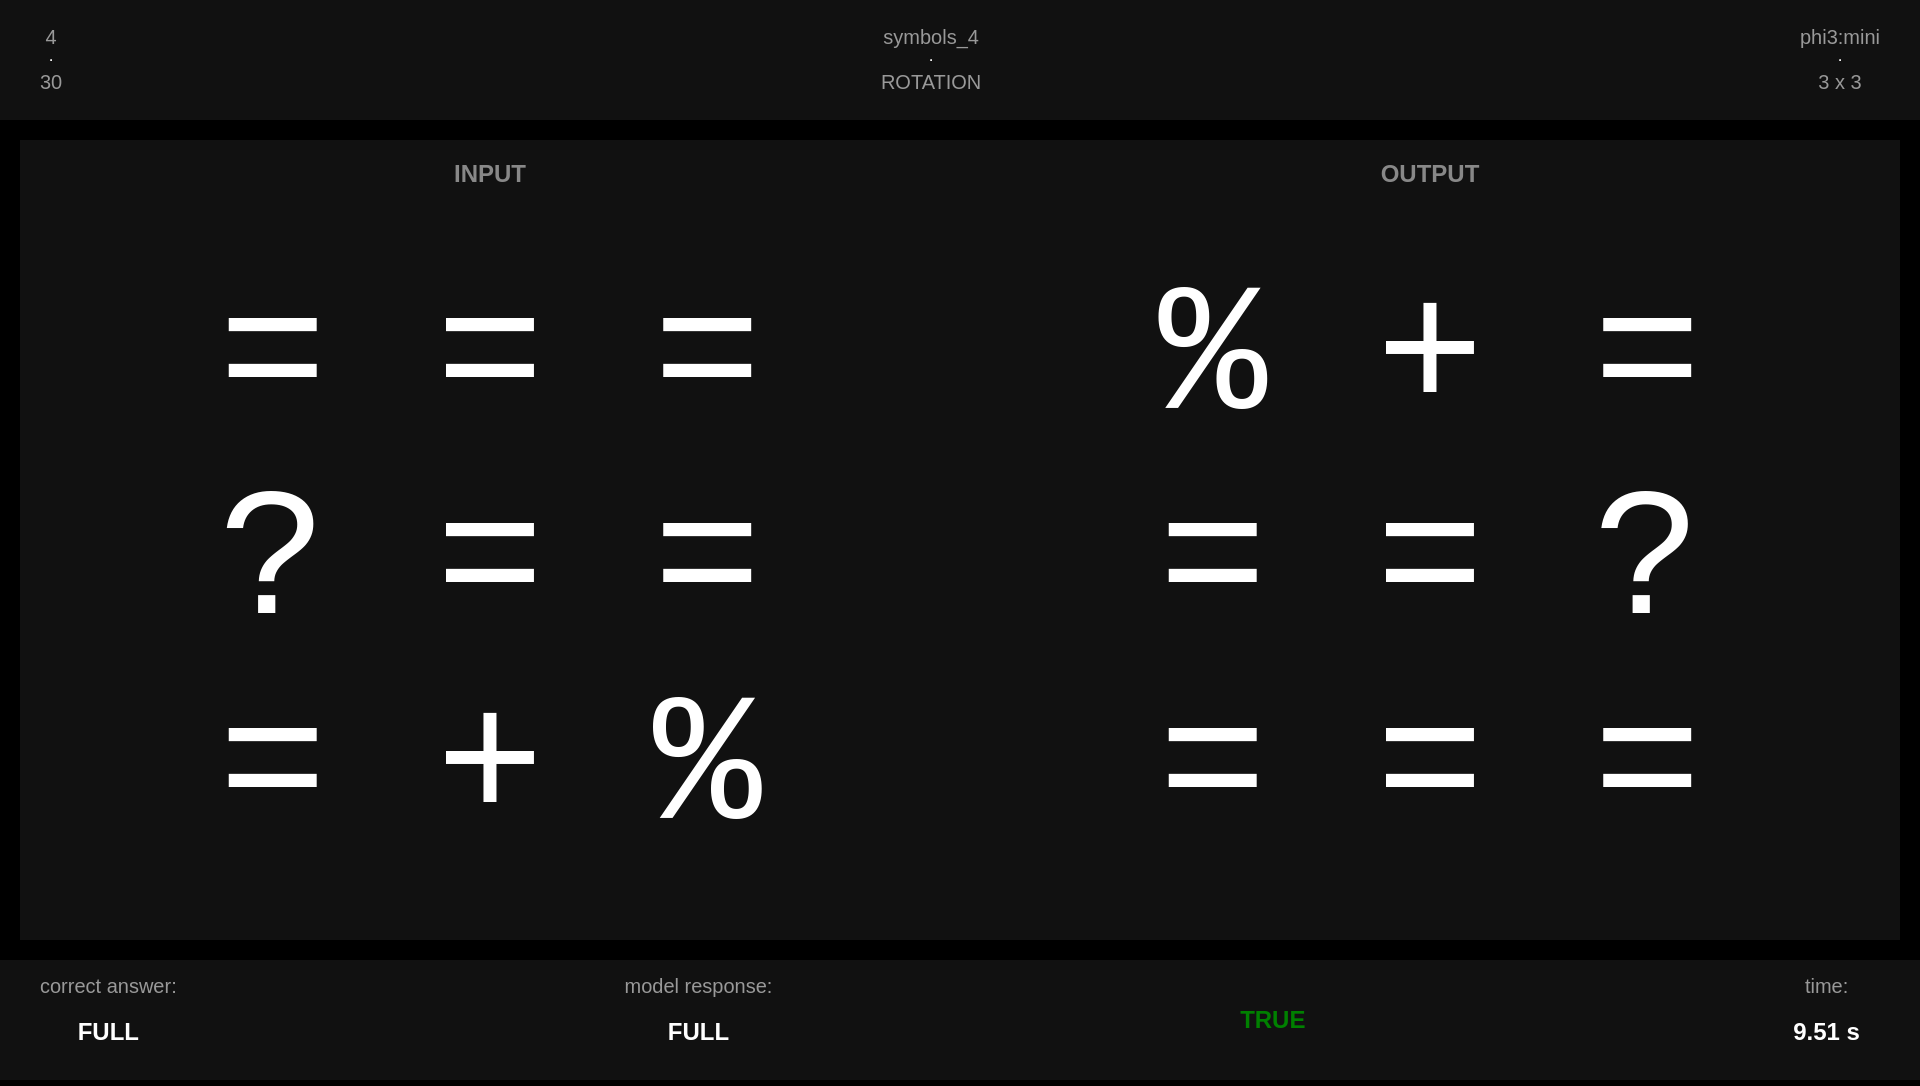 4
·
30
symbols_4
·
ROTATION
phi3:mini
·
3 x 3
INPUT
= = =
? = =
= + %
OUTPUT
% + =
= = ?
= = =
correct answer:
FULL
model response:
FULL
TRUE
time:
9.51 s